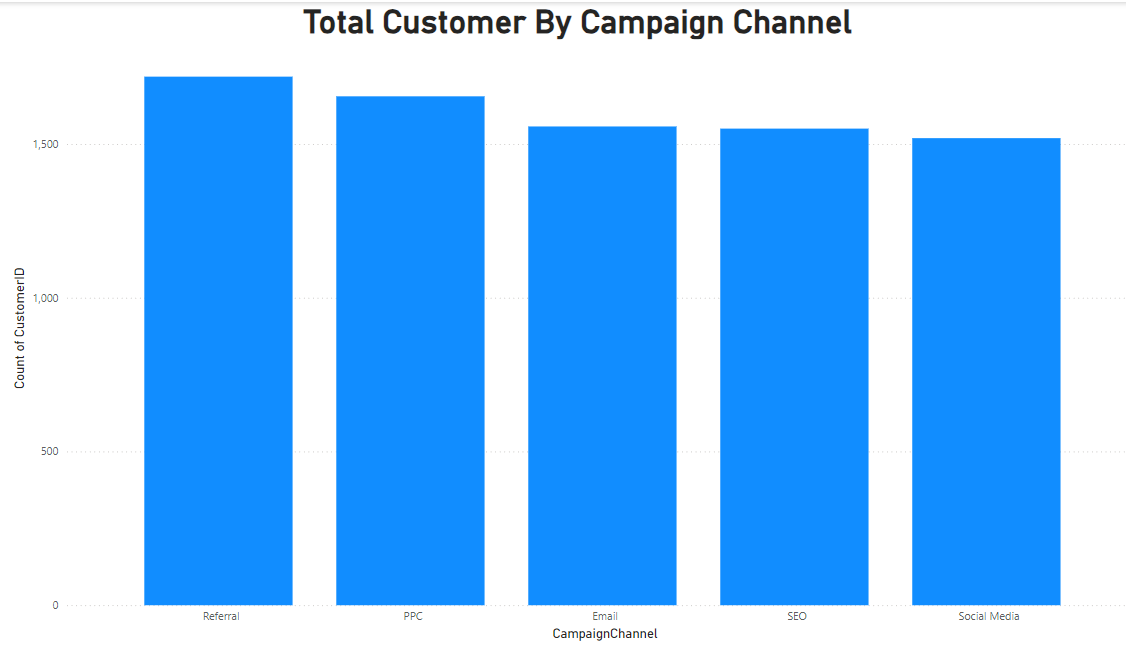 Total Customer By Campaign Channel
1,500
1,000
500
0
Count of CustomerID
Referral PPC Email SEO Social Media
CampaignChannel